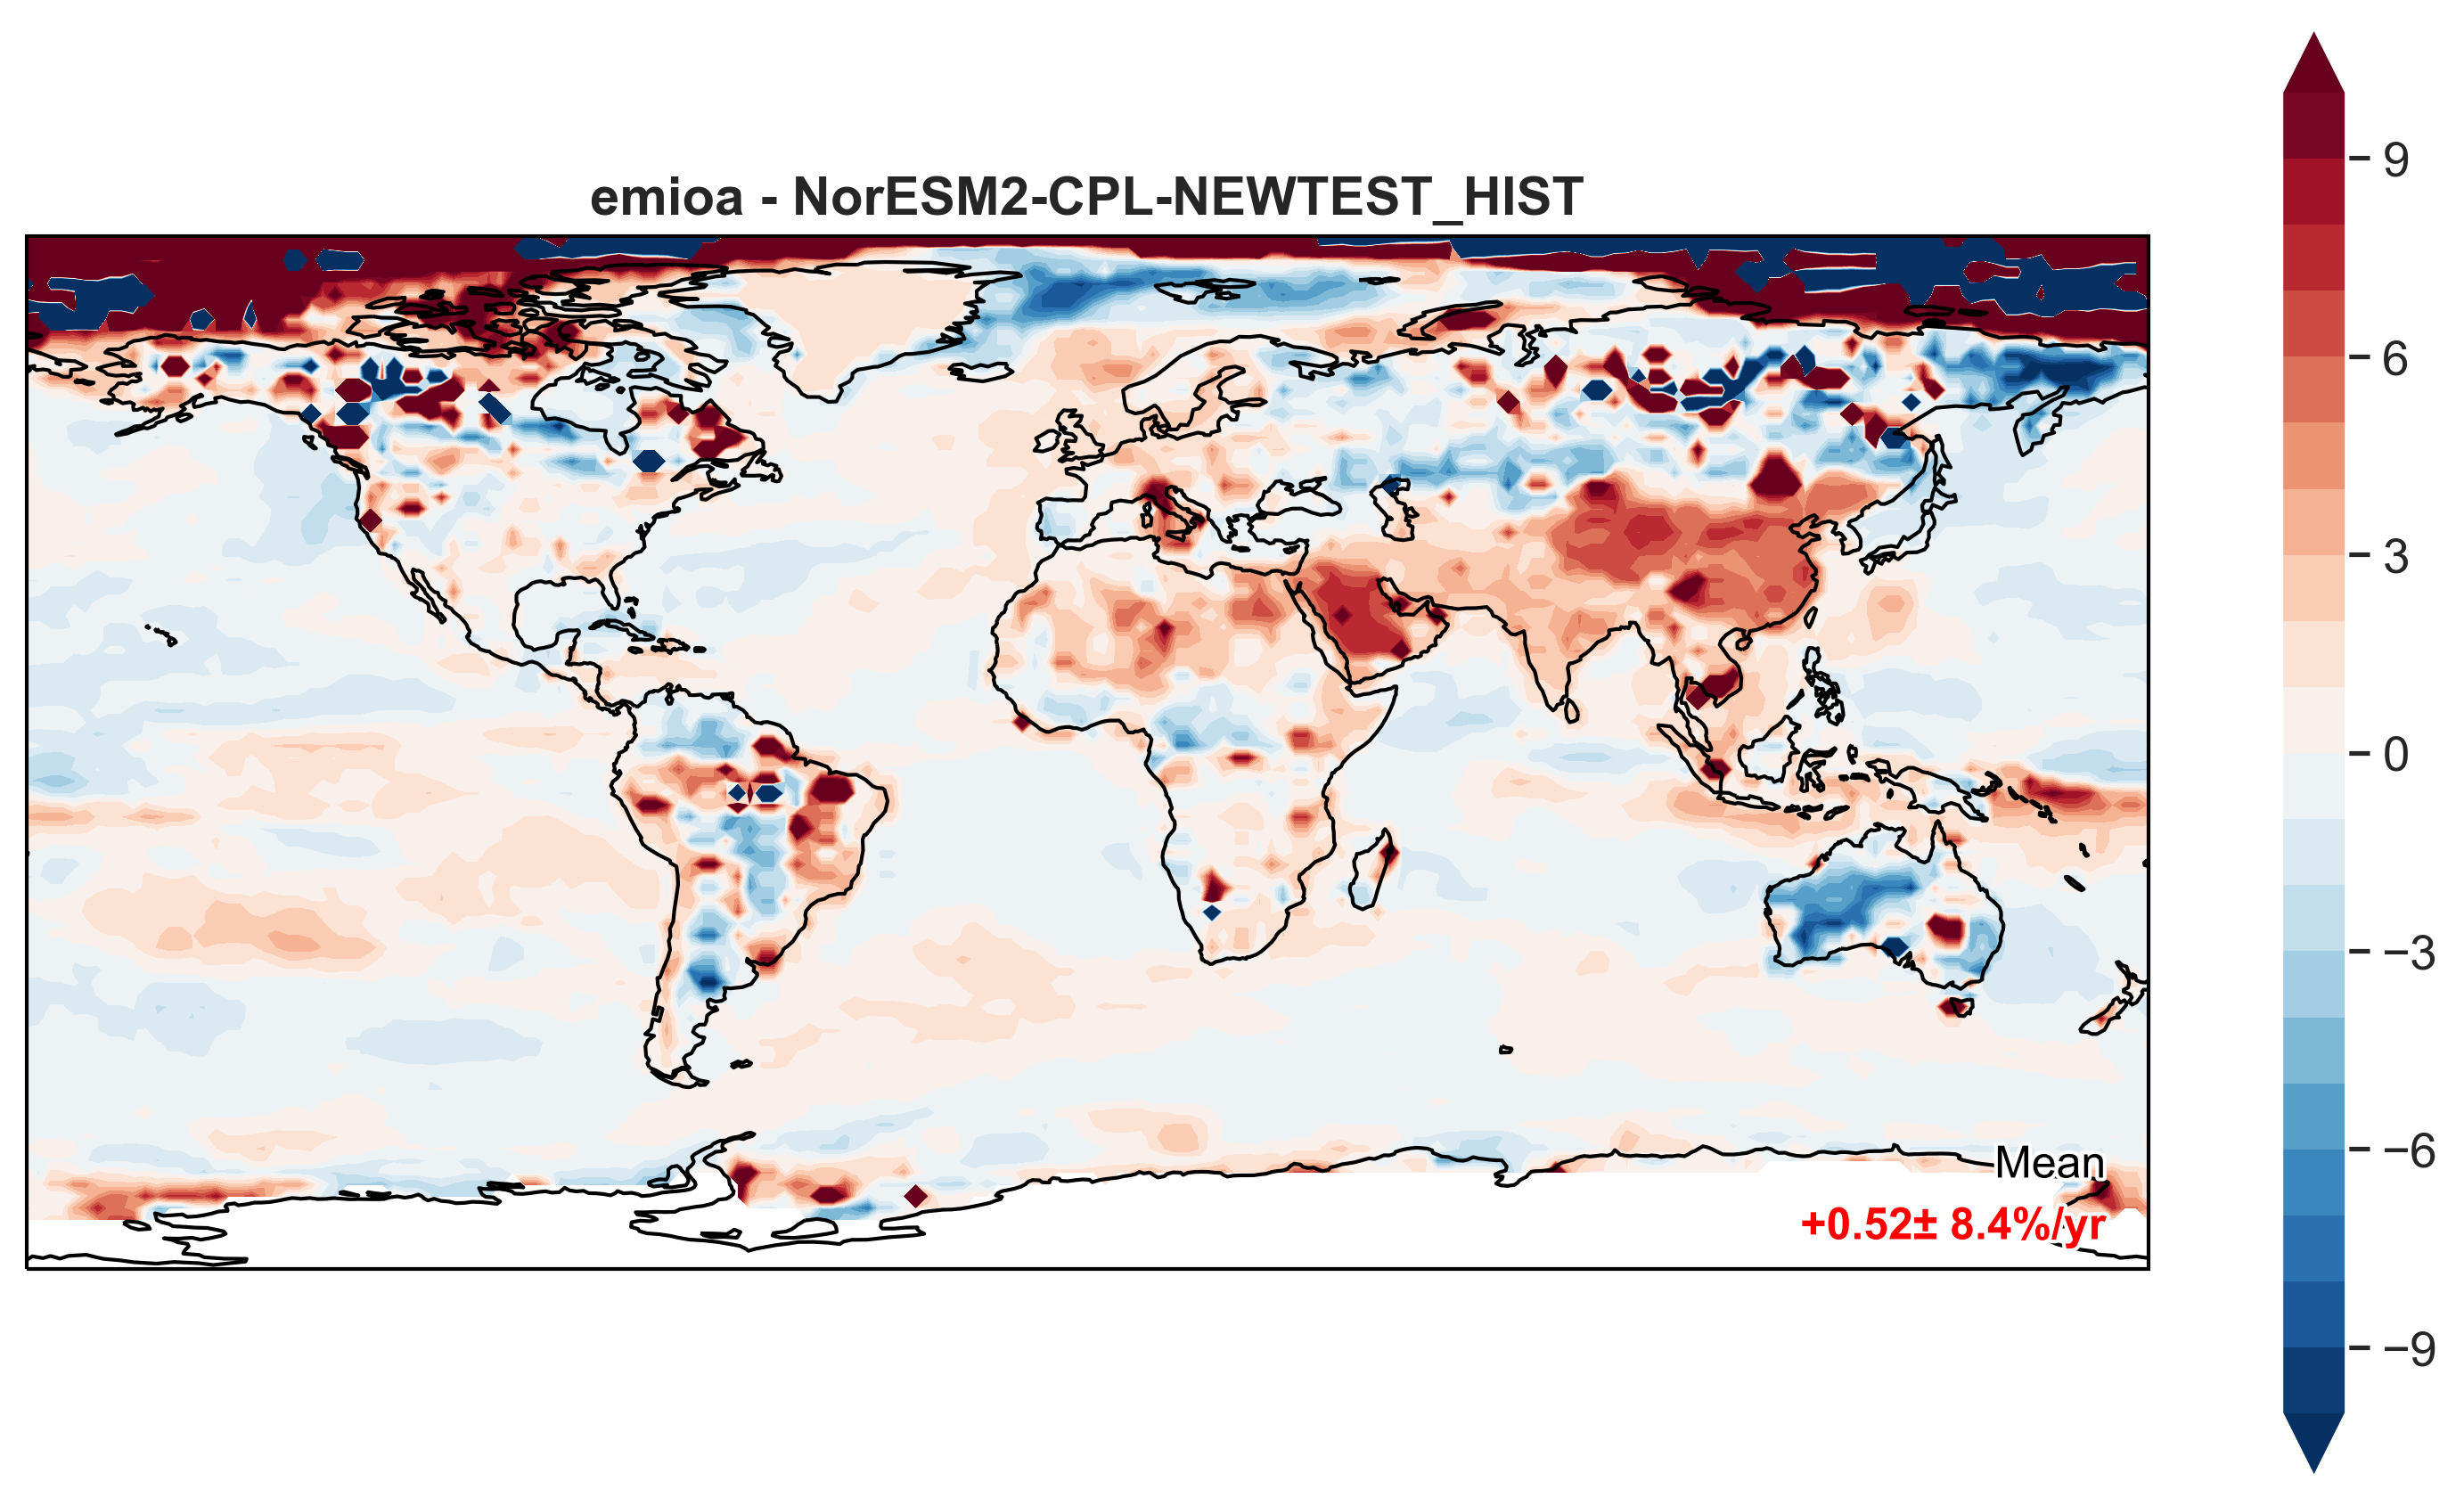 emioa - NorESM2-CPL-NEWTEST_HIST
9
6
3
0
−3
−6
−9
Mean
+0.52± 8.4%/yr